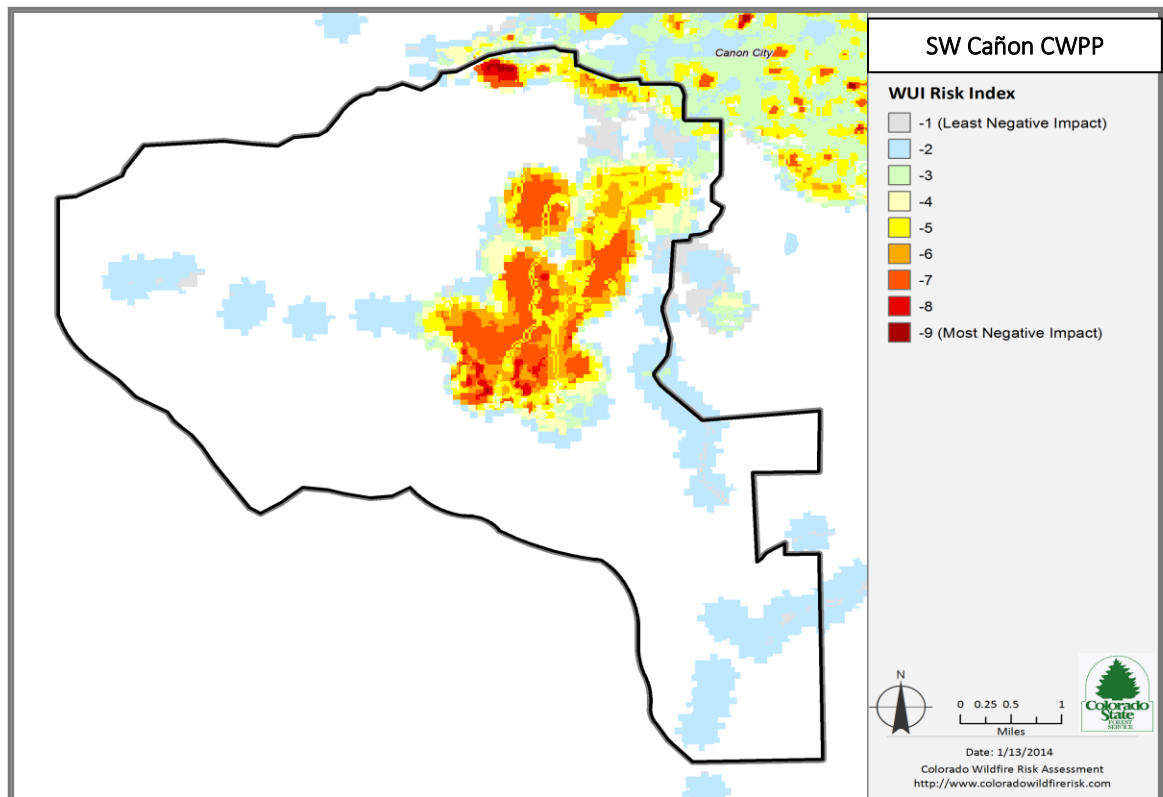 Canon City
SW Cañon CWPP
WUI Risk Index
-1 (Least Negative Impact)
-2
-3
-4
-5
-6
-7
-8
-9 (Most Negative Impact)
N
0 0.25 0.5 1
Miles
Colorado
State
FOREST
SERVICE
Date: 1/13/2014
Colorado Wildfire Risk Assessment
http://www.coloradowildfirerisk.com